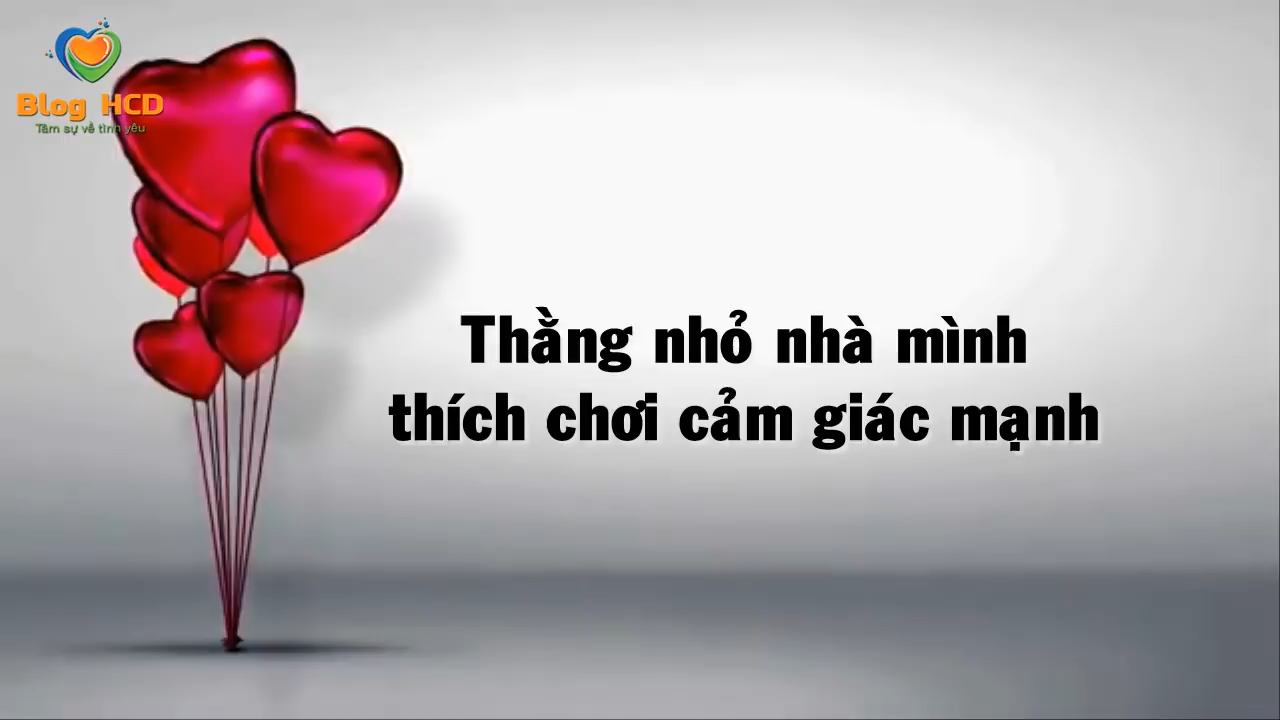 Blog HCD
Tâm sự về tình yêu
Thằng nhỏ nhà mình
thích chơi cảm giác mạnh